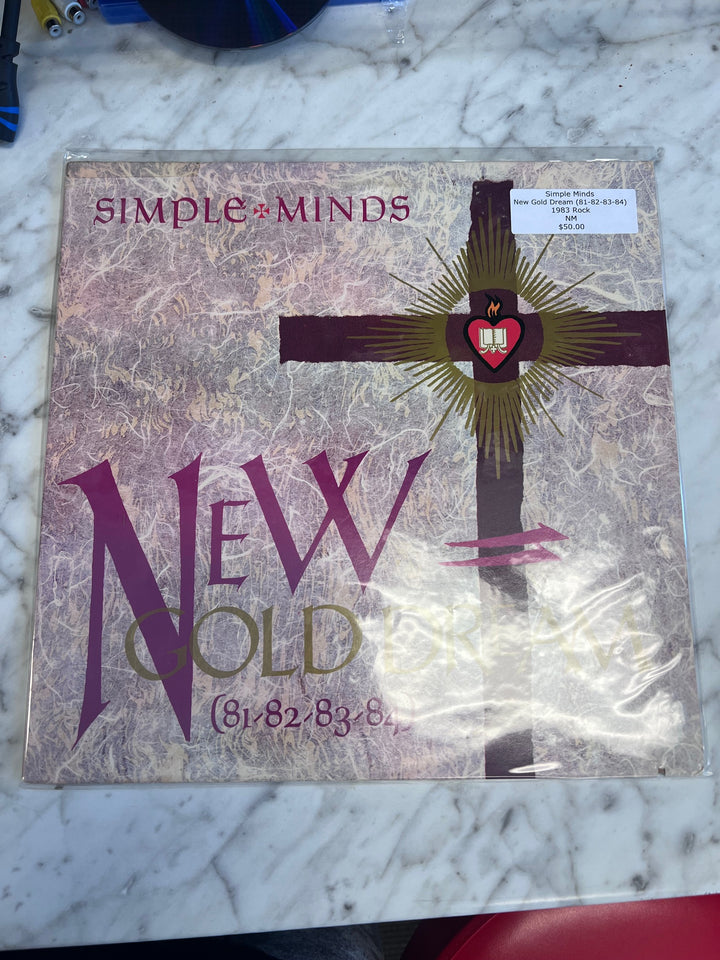 SIMPLE MINDS
Simple Minds
New Gold Dream (81-82-83-84)
1983 Rock
NM
$50.00
NEW
GOLD DREAM
(81-82-83-84)